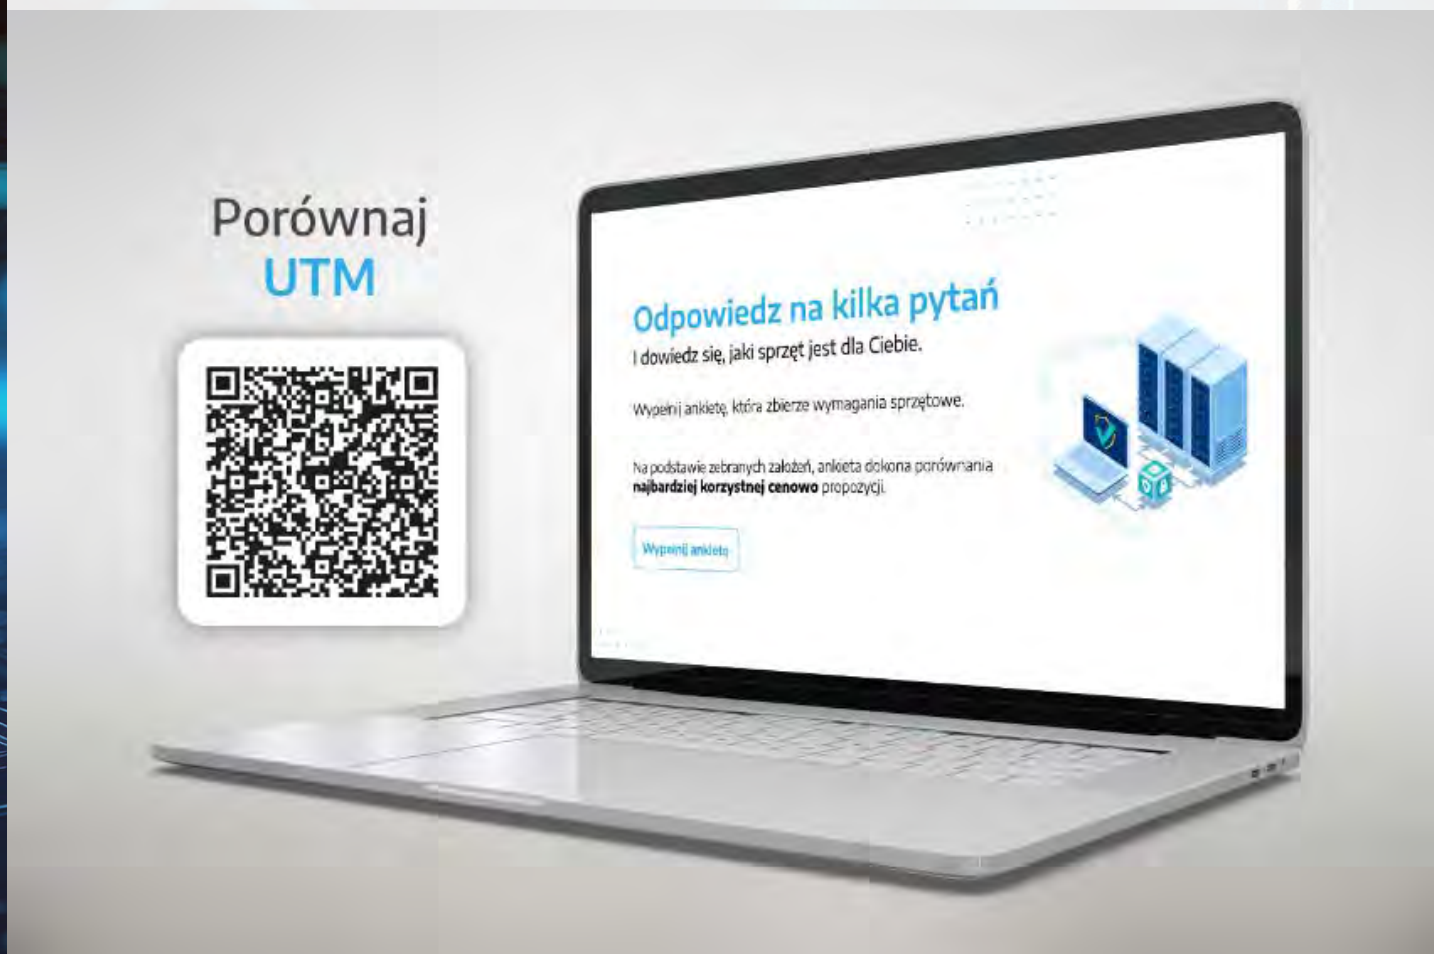 Porównaj
UTM
Odpowiedz na kilka pytań
I dowiedz się, jaki sprzęt jest dla Ciebie.
Wypełnij ankietę, która zbierze wymagania sprzętowe.
Na podstawie zebranych założeń, ankieta dokona porównania
najbardziej korzystnej cenowo propozycji.
Wypełnij ankietę